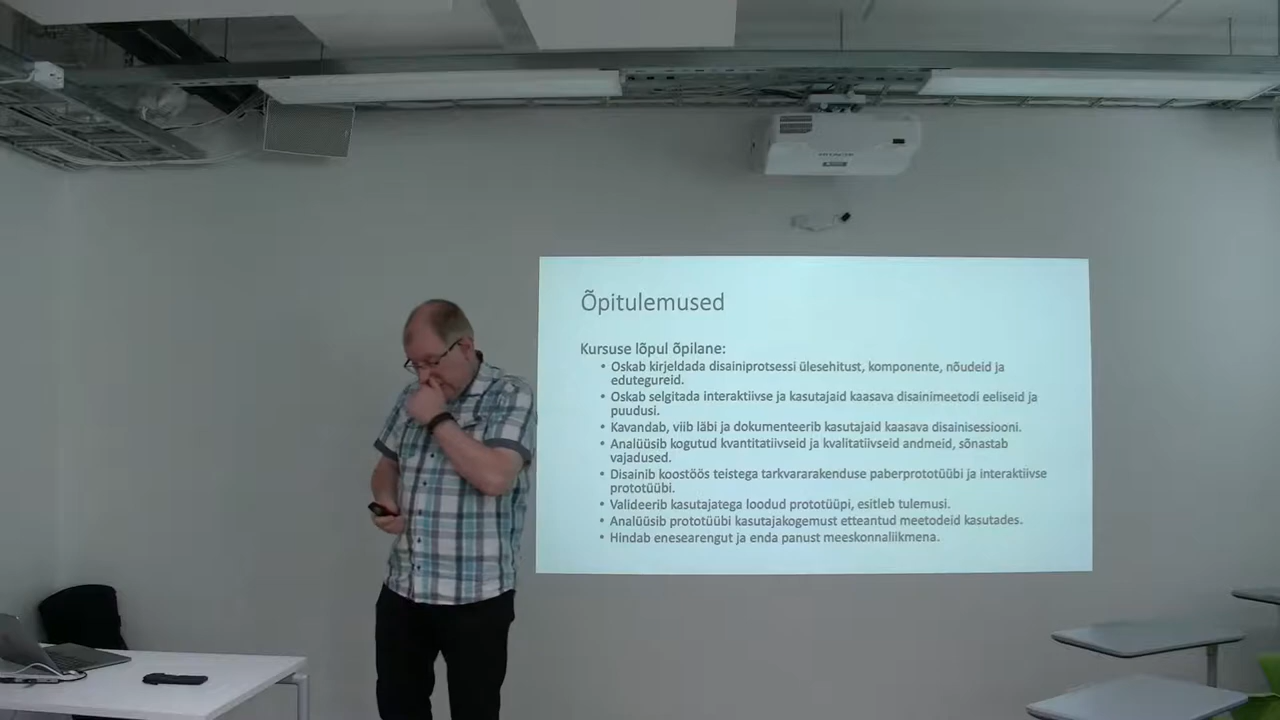 Õpitulemused
Kursuse lõpul õpilane:
• Oskab kirjeldada disainiprotsessi ülesehitust, komponente, nõudeid ja
edutegureid.
• Oskab selgitada interaktiivse ja kasutajaid kaasava disainimeetodi eeliseid ja
puudusi.
• Kavandab, viib läbi ja dokumenteerib kasutajaid kaasava disainisessiooni.
• Analüüsib kogutud kvantitatiivseid ja kvalitatiivseid andmeid, sõnastab
vajadused.
• Disainib koostöös teistega tarkvararakenduse paberprototüübi ja interaktiivse
prototüübi.
• Valideerib kasutajatega loodud prototüüpi, esitleb tulemusi.
• Analüüsib prototüübi kasutajakogemust etteantud meetodeid kasutades.
• Hindab enesearengut ja enda panust meeskonnaliikmena.